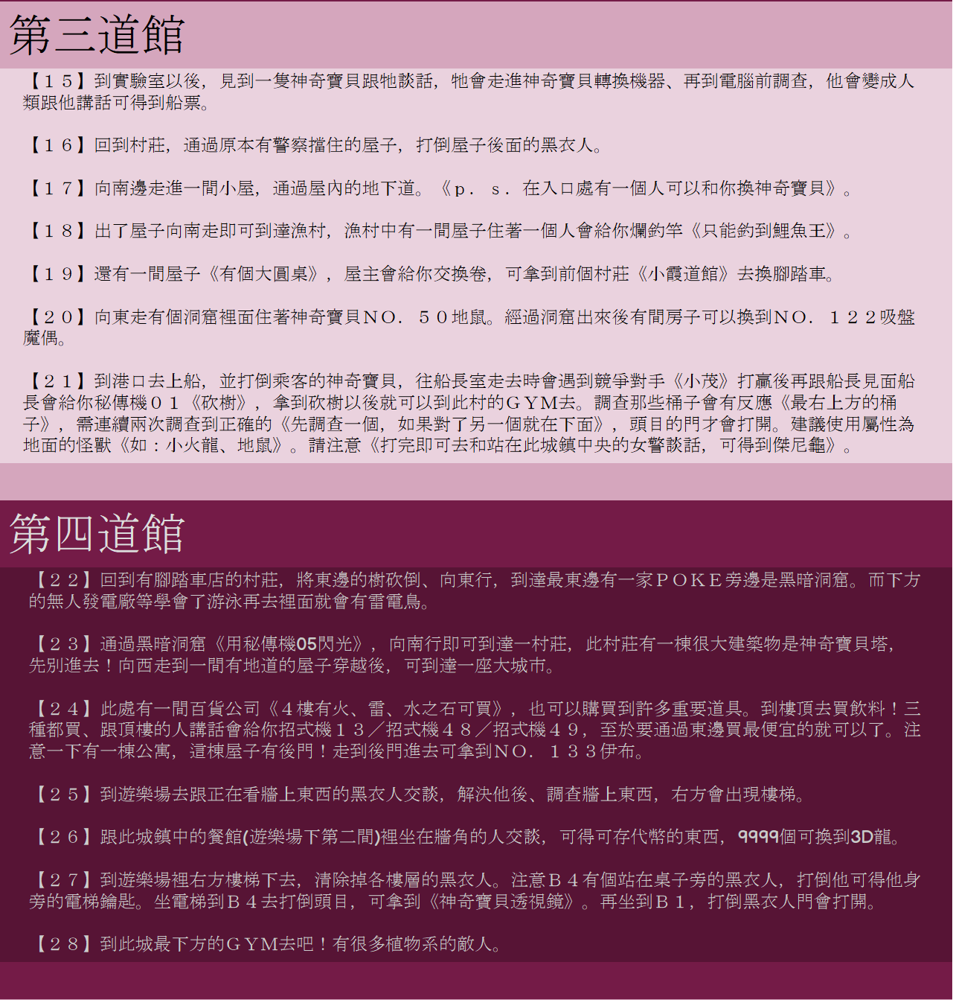 第三道館
【１５】到實驗室以後，見到一隻神奇寶貝跟牠談話，牠會走進神奇寶貝轉換機器、再到電腦前調查，他會變成人
類跟他講話可得到船票。
【１６】回到村莊，通過原本有警察擋住的屋子，打倒屋子後面的黑衣人。
【１７】向南邊走進一間小屋，通過屋內的地下道。《ｐ．ｓ．在入口處有一個人可以和你換神奇寶貝》。
【１８】出了屋子向南走即可到達漁村，漁村中有一間屋子住著一個人會給你爛釣竿《只能釣到鯉魚王》。
【１９】還有一間屋子《有個大圓桌》，屋主會給你交換卷，可拿到前個村莊《小霞道館》去換腳踏車。
【２０】向東走有個洞窟裡面住著神奇寶貝ＮＯ．５０地鼠。經過洞窟出來後有間房子可以換到ＮＯ．１２２吸盤
魔偶。
【２１】到港口去上船，並打倒乘客的神奇寶貝，往船長室走去時會遇到競爭對手《小茂》打贏後再跟船長見面船
長會給你秘傳機０１《砍樹》，拿到砍樹以後就可以到此村的ＧＹＭ去。調查那些桶子會有反應《最右上方的桶
子》，需連續兩次調查到正確的《先調查一個，如果對了另一個就在下面》，頭目的門才會打開。建議使用屬性為
地面的怪獸《如：小火龍、地鼠》。請注意《打完即可去和站在此城鎮中央的女警談話，可得到傑尼龜》。
第四道館
【２２】回到有腳踏車店的村莊，將東邊的樹砍倒、向東行，到達最東邊有一家ＰＯＫＥ旁邊是黑暗洞窟。而下方
的無人發電廠等學會了游泳再去裡面就會有雷電鳥。
【２３】通過黑暗洞窟《用秘傳機05閃光》，向南行即可到達一村莊，此村莊有一棟很大建築物是神奇寶貝塔，
先別進去！向西走到一間有地道的屋子穿越後，可到達一座大城市。
【２４】此處有一間百貨公司《４樓有火、雷、水之石可買》，也可以購買到許多重要道具。到樓頂去買飲料！三
種都買、跟頂樓的人講話會給你招式機１３／招式機４８／招式機４９，至於要通過東邊買最便宜的就可以了。注
意一下有一棟公寓，這棟屋子有後門！走到後門進去可拿到ＮＯ．１３３伊布。
【２５】到遊樂場去跟正在看牆上東西的黑衣人交談，解決他後、調查牆上東西，右方會出現樓梯。
【２６】跟此城鎮中的餐館(遊樂場下第二間)裡坐在牆角的人交談，可得可存代幣的東西，9999個可換到3D龍。
【２７】到遊樂場裡右方樓梯下去，清除掉各樓層的黑衣人。注意Ｂ４有個站在桌子旁的黑衣人，打倒他可得他身
旁的電梯鑰匙。坐電梯到Ｂ４去打倒頭目，可拿到《神奇寶貝透視鏡》。再坐到Ｂ１，打倒黑衣人門會打開。
【２８】到此城最下方的ＧＹＭ去吧！有很多植物系的敵人。